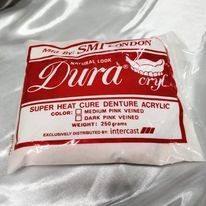 Mfg. By: SMI LONDON
NATURAL LOOK
Dura cryl
SUPER HEAT CURE DENTURE ACRYLIC
COLOR: MEDIUM PINK VEINED
DARK PINK VEINED
WEIGHT: 250 grams
EXCLUSIVELY DISTRIBUTED BY: intercast